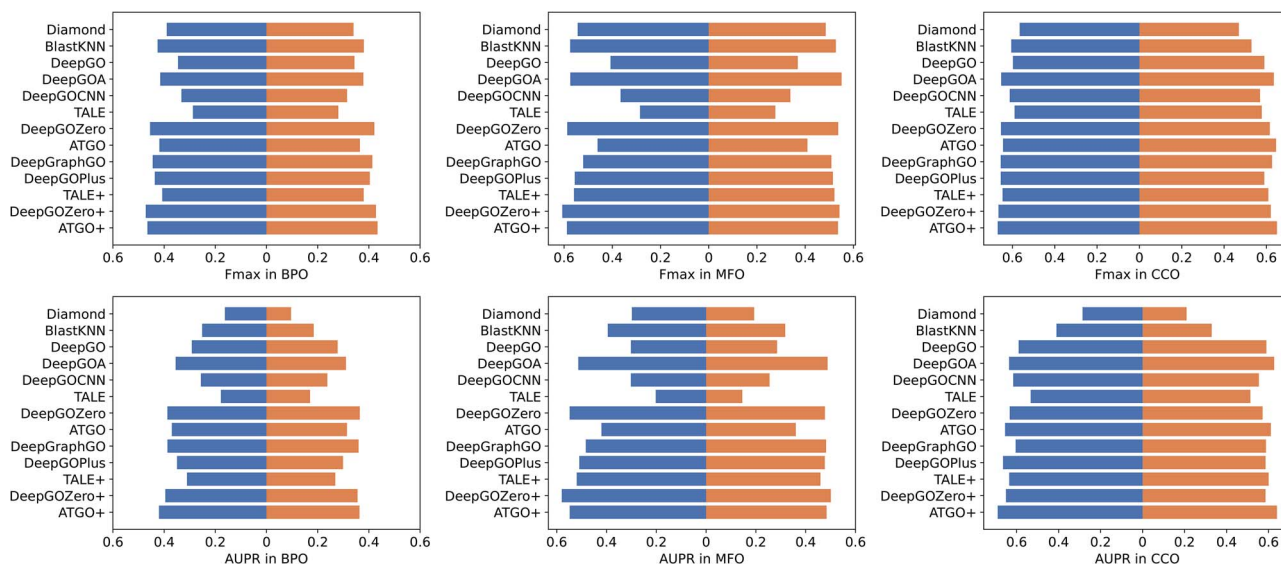 Diamond
BlastKNN
DeepGO
DeepGOA
DeepGOCNN
TALE
DeepGOZero
ATGO
DeepGraphGO
DeepGOPlus
TALE+
DeepGOZero+
ATGO+
0.6 0.4 0.2 0 0.2 0.4 0.6
Fmax in BPO
Diamond
BlastKNN
DeepGO
DeepGOA
DeepGOCNN
TALE
DeepGOZero
ATGO
DeepGraphGO
DeepGOPlus
TALE+
DeepGOZero+
ATGO+
0.6 0.4 0.2 0 0.2 0.4 0.6
Fmax in MFO
Diamond
BlastKNN
DeepGO
DeepGOA
DeepGOCNN
TALE
DeepGOZero
ATGO
DeepGraphGO
DeepGOPlus
TALE+
DeepGOZero+
ATGO+
0.6 0.4 0.2 0 0.2 0.4 0.6
Fmax in CCO
Diamond
BlastKNN
DeepGO
DeepGOA
DeepGOCNN
TALE
DeepGOZero
ATGO
DeepGraphGO
DeepGOPlus
TALE+
DeepGOZero+
ATGO+
0.6 0.4 0.2 0 0.2 0.4 0.6
AUPR in BPO
Diamond
BlastKNN
DeepGO
DeepGOA
DeepGOCNN
TALE
DeepGOZero
ATGO
DeepGraphGO
DeepGOPlus
TALE+
DeepGOZero+
ATGO+
0.6 0.4 0.2 0 0.2 0.4 0.6
AUPR in MFO
Diamond
BlastKNN
DeepGO
DeepGOA
DeepGOCNN
TALE
DeepGOZero
ATGO
DeepGraphGO
DeepGOPlus
TALE+
DeepGOZero+
ATGO+
0.6 0.4 0.2 0 0.2 0.4 0.6
AUPR in CCO